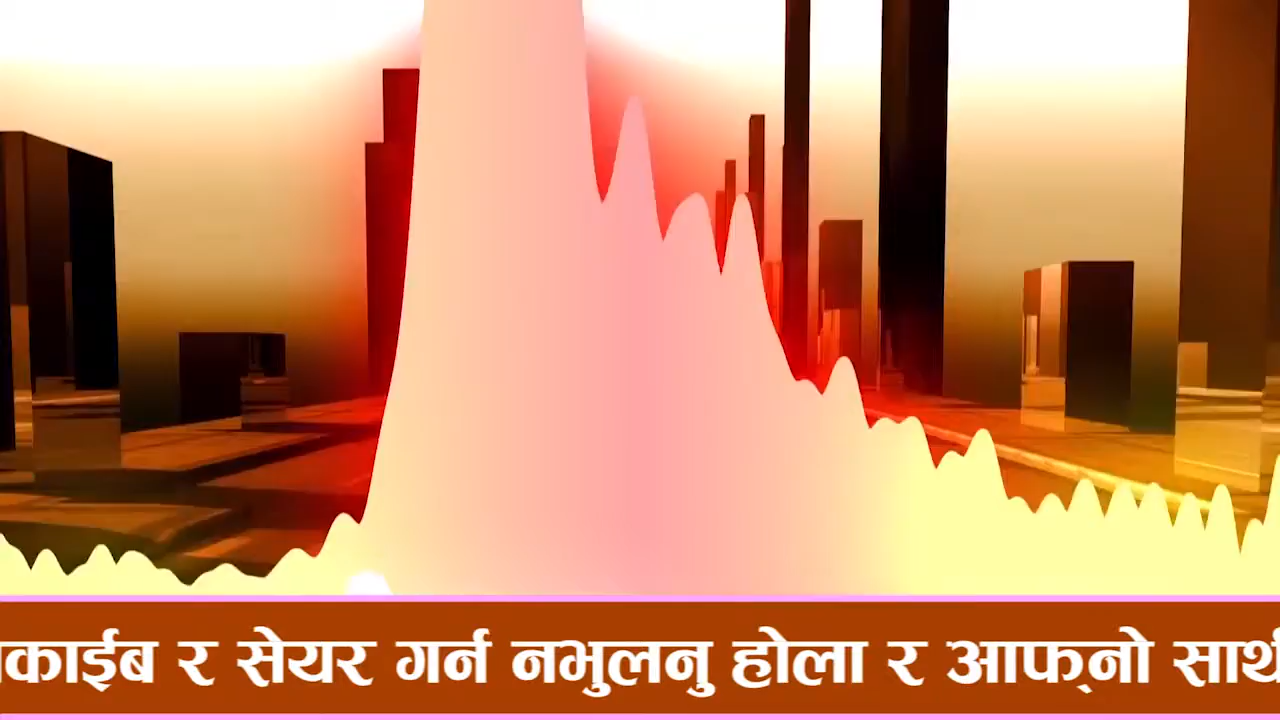 काईब र सेयर गर्न नभुलनु होला र आफ्नो